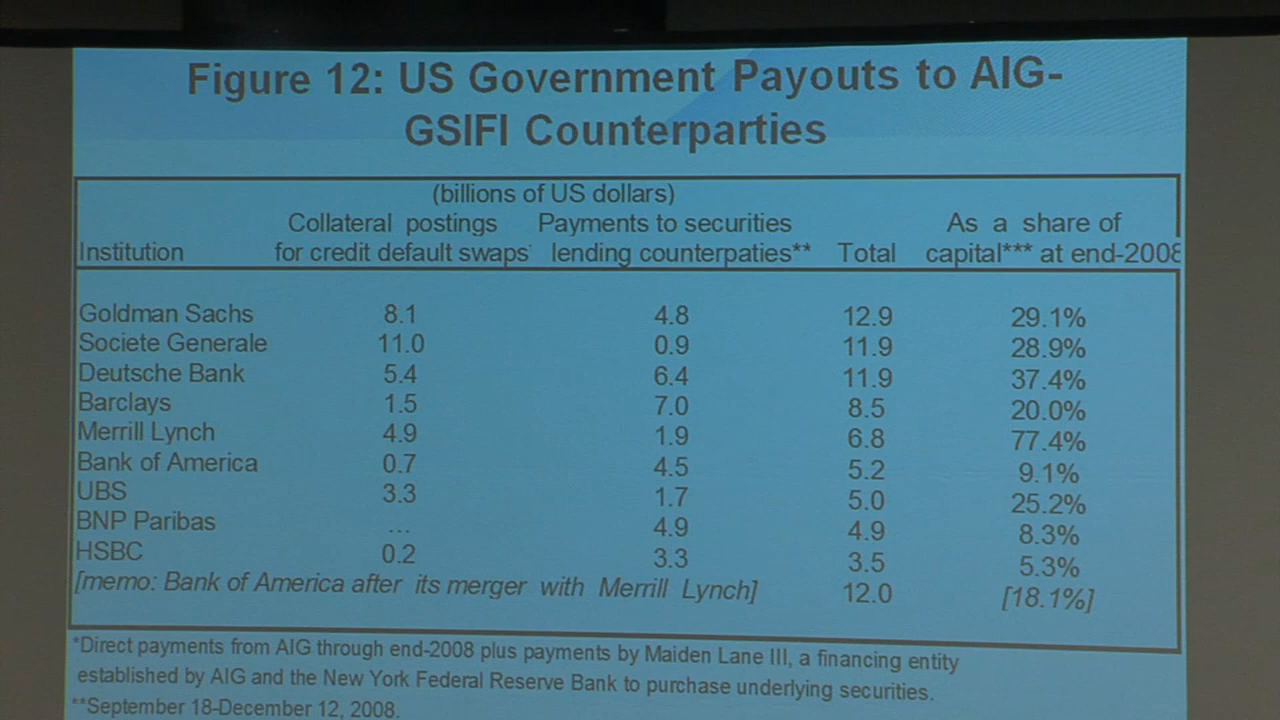 Figure 12: US Government Payouts to AIG-
GSIFI Counterparties
(billions of US dollars)
Collateral postings Payments to securities As a share of
Institution for credit default swaps* lending counterpaties** Total capital*** at end-2008
Goldman Sachs 8.1 4.8 12.9 29.1%
Societe Generale 11.0 0.9 11.9 28.9%
Deutsche Bank 5.4 6.4 11.9 37.4%
Barclays 1.5 7.0 8.5 20.0%
Merrill Lynch 4.9 1.9 6.8 77.4%
Bank of America 0.7 4.5 5.2 9.1%
UBS 3.3 1.7 5.0 25.2%
BNP Paribas ... 4.9 4.9 8.3%
HSBC 0.2 3.3 3.5 5.3%
[memo: Bank of America after its merger with Merrill Lynch] 12.0 [18.1%]
*Direct payments from AIG through end-2008 plus payments by Maiden Lane III, a financing entity
established by AIG and the New York Federal Reserve Bank to purchase underlying securities.
**September 18-December 12, 2008.